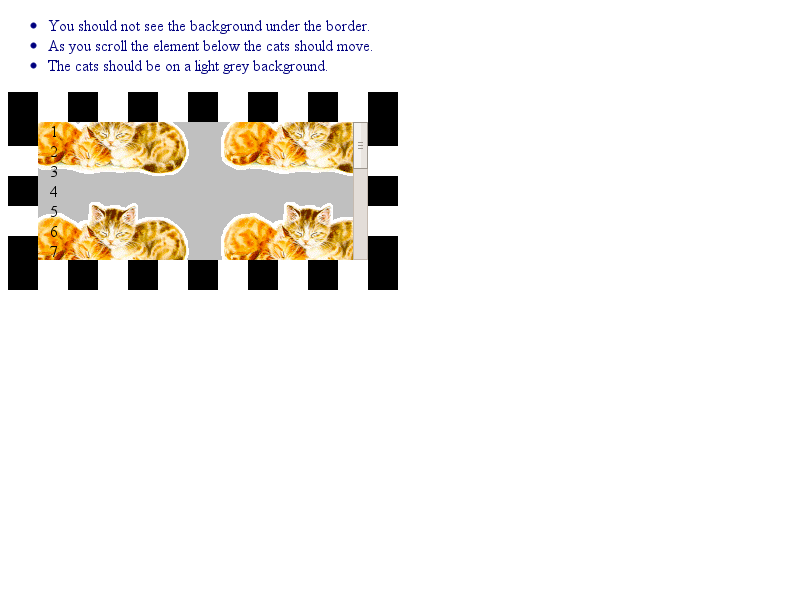 You should not see the background under the border.
As you scroll the element below the cats should move.
The cats should be on a light grey background.
1
2
3
4
5
6
7